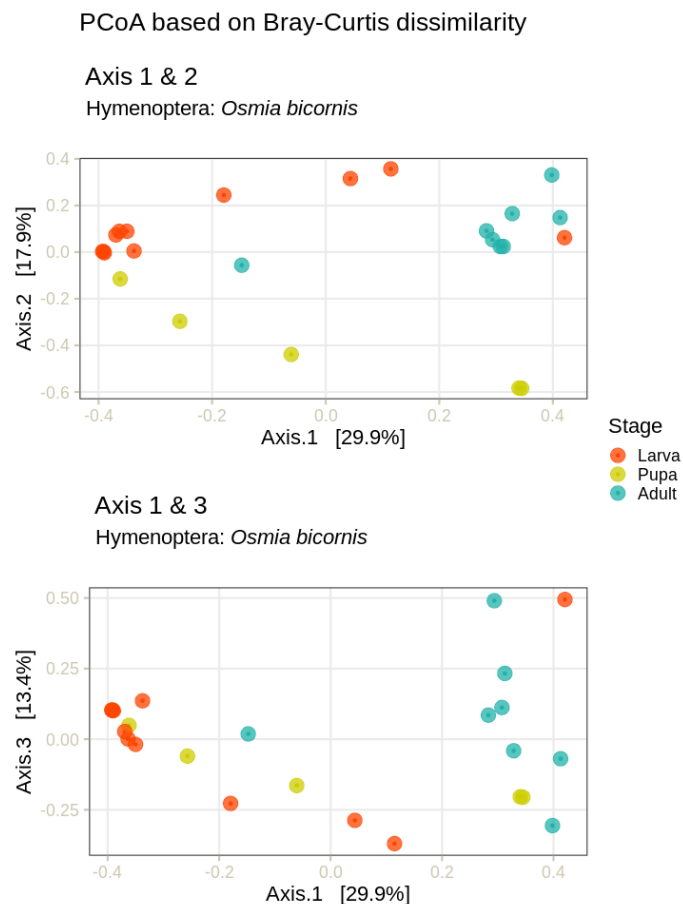 PCoA based on Bray-Curtis dissimilarity
Axis 1 & 2
Hymenoptera: Osmia bicornis
0.4
0.2
0.0
-0.2
-0.4
-0.6
Axis.2 [17.9%]
-0.4 -0.2 0.0 0.2 0.4
Axis.1 [29.9%]
Stage
Larva
Pupa
Adult
Axis 1 & 3
Hymenoptera: Osmia bicornis
0.50
0.25
0.00
-0.25
Axis.3 [13.4%]
-0.4 -0.2 0.0 0.2 0.4
Axis.1 [29.9%]